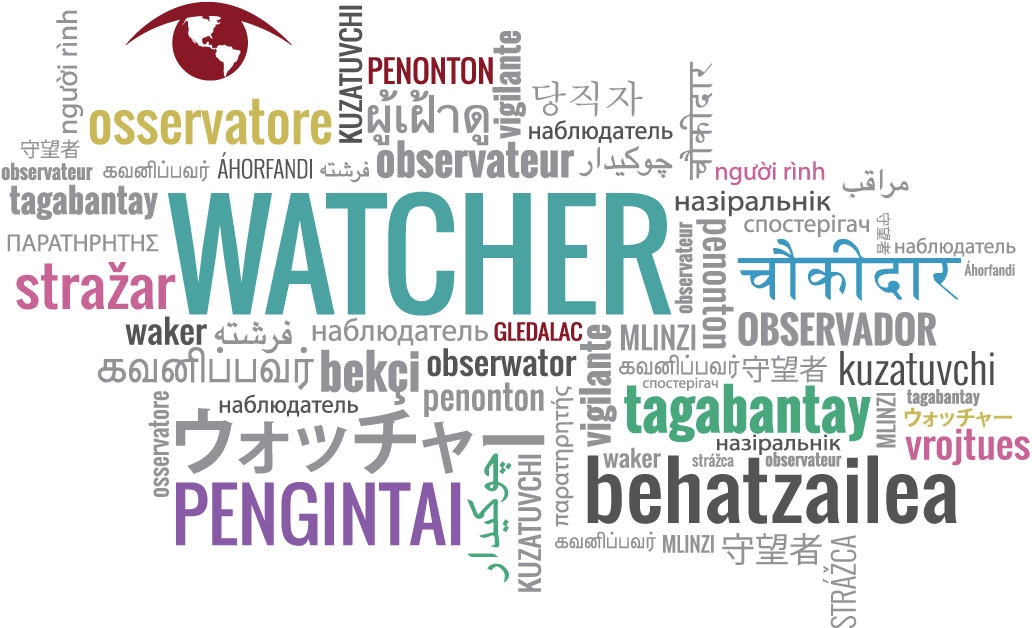 người rình
KUZATUVCHI
PENONTON
vigilante
당직자
चौकीदार
osservatore
ผู้เฝ้าดู
наблюдатель
守望者
observateur
கவனிப்பவர்
ÁHORFANDI
فرشته
observateur
چوکیدار
người rình
مراقب
tagabantay
WATCHER
назіральнік
спостерігач
守望者
наблюдатель
ΠΑΡΑΤΗΡΗΤΗΣ
observateur
penonton
चौकीदार
Áhorfandi
stražar
waker
فرشته
наблюдатель
GLEDALAC
vigilante
MLINZI
OBSERVADOR
கவனிப்பவர்
bekçi
obserwator
கவனிப்பவர்
守望者
kuzatuvchi
спостерігач
penonton
osservatore
наблюдатель
παρατηρητής
tagabantay
MLINZI
tagabantay
ウォッチャー
ウォッチャー
назіральнік
vrojtues
چوکیدار
KUZATUVCHI
waker
strážca
observateur
PENGINTAI
behatzailea
கவனிப்பவர்
MLINZI
守望者
STRÁŽCA